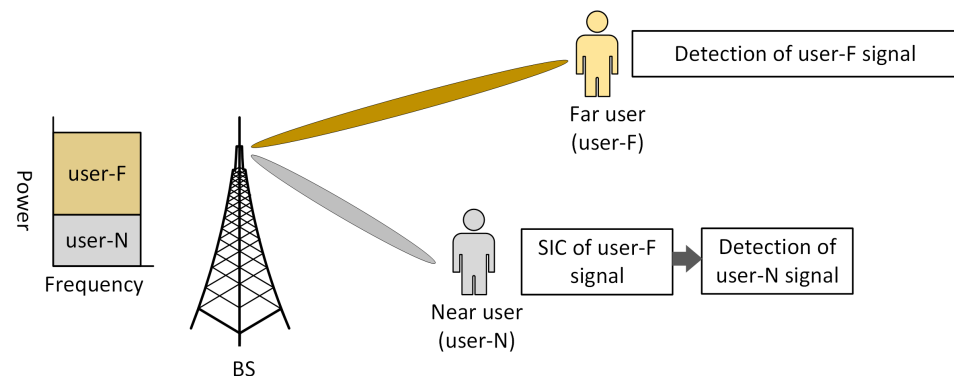 Detection of user-F signal
Far user
(user-F)
Power
user-F
user-N
Frequency
BS
Near user
(user-N)
SIC of user-F
signal
Detection of
user-N signal